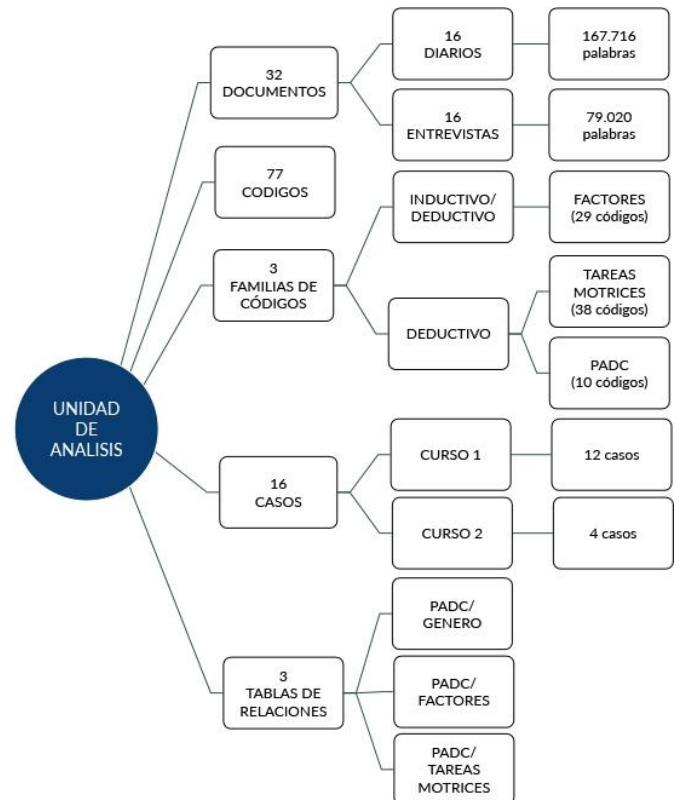 UNIDAD
DE
ANALISIS
32
DOCUMENTOS
16
DIARIOS
167.716
palabras
16
ENTREVISTAS
79.020
palabras
77
CODIGOS
3
FAMILIAS DE
CÓDIGOS
INDUCTIVO/
DEDUCTIVO
FACTORES
(29 códigos)
DEDUCTIVO
TAREAS
MOTRICES
(38 códigos)
PADC
(10 códigos)
16
CASOS
CURSO 1
12 casos
CURSO 2
4 casos
3
TABLAS DE
RELACIONES
PADC/
GENERO
PADC/
FACTORES
PADC/
TAREAS
MOTRICES